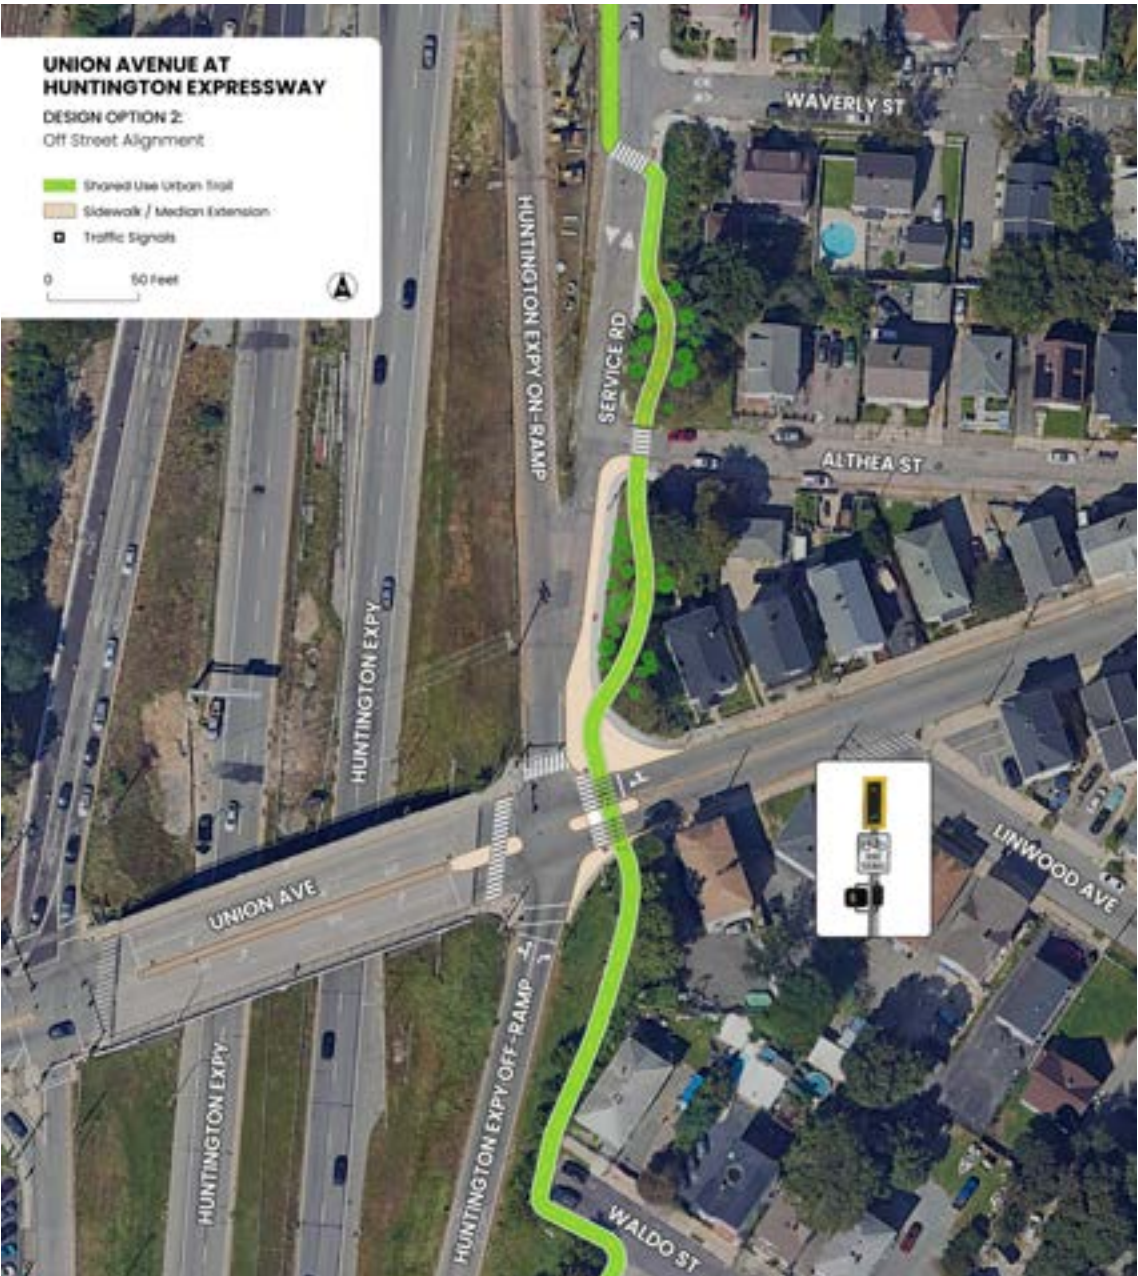 UNION AVENUE AT
HUNTINGTON EXPRESSWAY
DESIGN OPTION 2:
Off Street Alignment
Shared Use Urban Trail
Sidewalk / Median Extension
Traffic Signals
0 50 Feet
WAVERLY ST
HUNTINGTON EXPY ON-RAMP
SERVICE RD
ALTHEA ST
HUNTINGTON EXPY
UNION AVE
LINWOOD AVE
HUNTINGTON EXPY
HUNTINGTON EXPY OFF-RAMP
WALDO ST